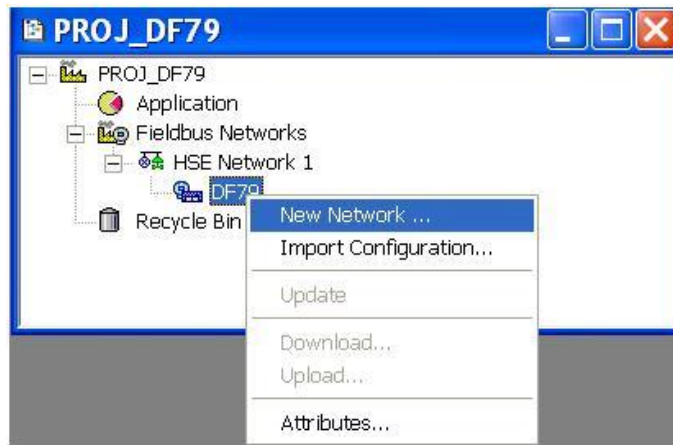 PROJ_DF79
PROJ_DF79
Application
Fieldbus Networks
HSE Network 1
DF79
Recycle Bin
New Network ...
Import Configuration...
Update
Download...
Upload...
Attributes...